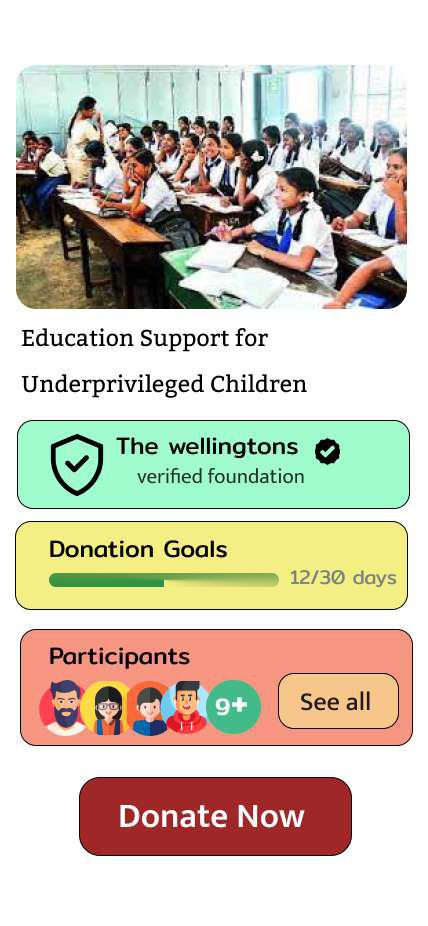 Education Support for
Underprivileged Children
The wellingtons
verified foundation
Donation Goals
12/30 days
Participants
9+
See all
Donate Now